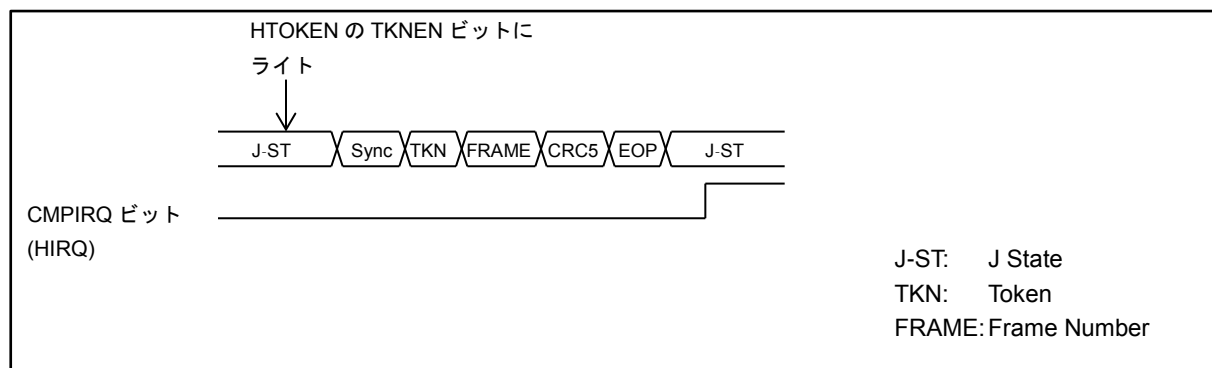 HTOKEN の TKNEN ビットに
ライト
J-ST Sync TKN FRAME CRC5 EOP J-ST
CMPIRQ ビット
(HIRQ)
J-ST: J State
TKN: Token
FRAME: Frame Number